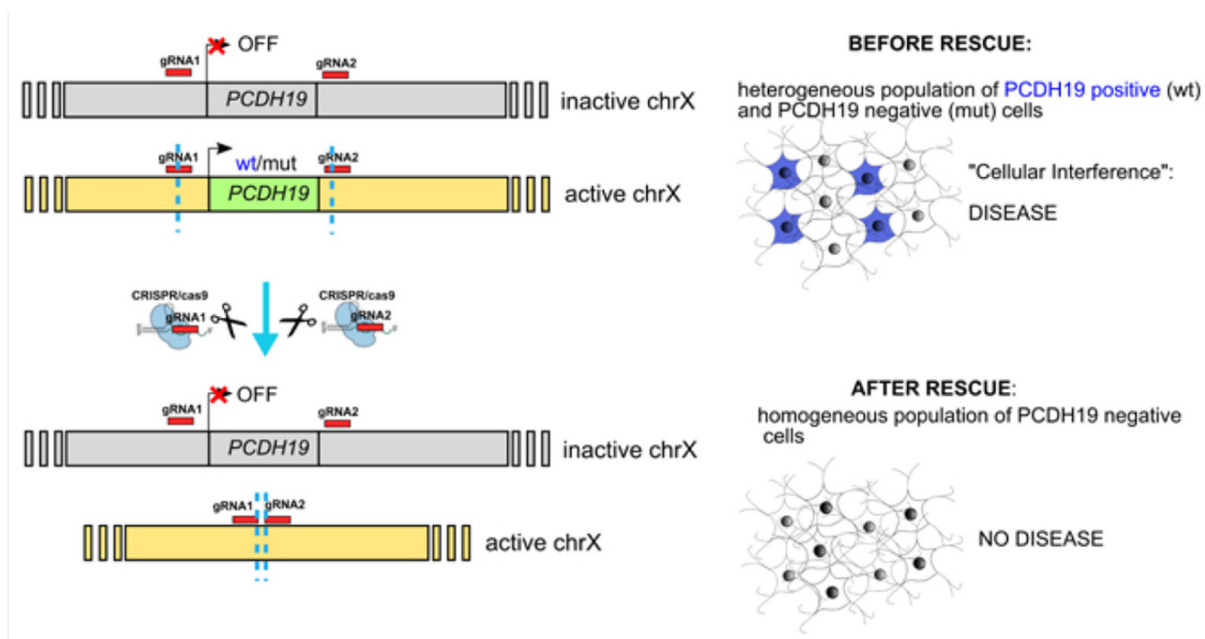 OFF
gRNA1
gRNA2
PCDH19
inactive chrX
gRNA1
wt/mut
gRNA2
PCDH19
active chrX
CRISPR/cas9
gRNA1
CRISPR/cas9
gRNA2
OFF
gRNA1
gRNA2
PCDH19
inactive chrX
gRNA1
gRNA2
active chrX
BEFORE RESCUE:
heterogeneous population of PCDH19 positive (wt)
and PCDH19 negative (mut) cells
"Cellular Interference":
DISEASE
AFTER RESCUE:
homogeneous population of PCDH19 negative
cells
NO DISEASE